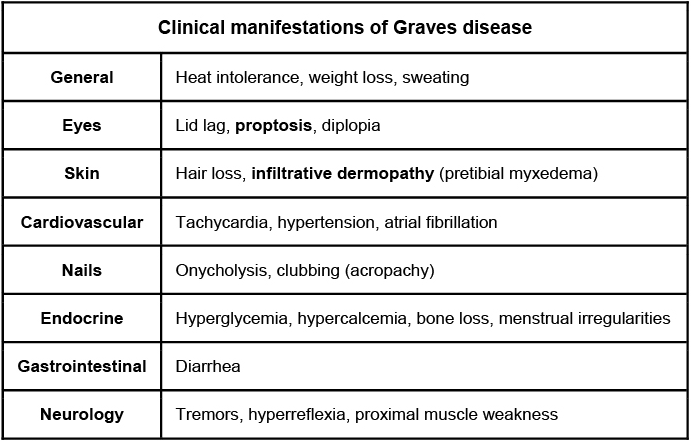 Clinical manifestations of Graves disease
General Heat intolerance, weight loss, sweating
Eyes Lid lag, proptosis, diplopia
Skin Hair loss, infiltrative dermopathy (pretibial myxedema)
Cardiovascular Tachycardia, hypertension, atrial fibrillation
Nails Onycholysis, clubbing (acropachy)
Endocrine Hyperglycemia, hypercalcemia, bone loss, menstrual irregularities
Gastrointestinal Diarrhea
Neurology Tremors, hyperreflexia, proximal muscle weakness